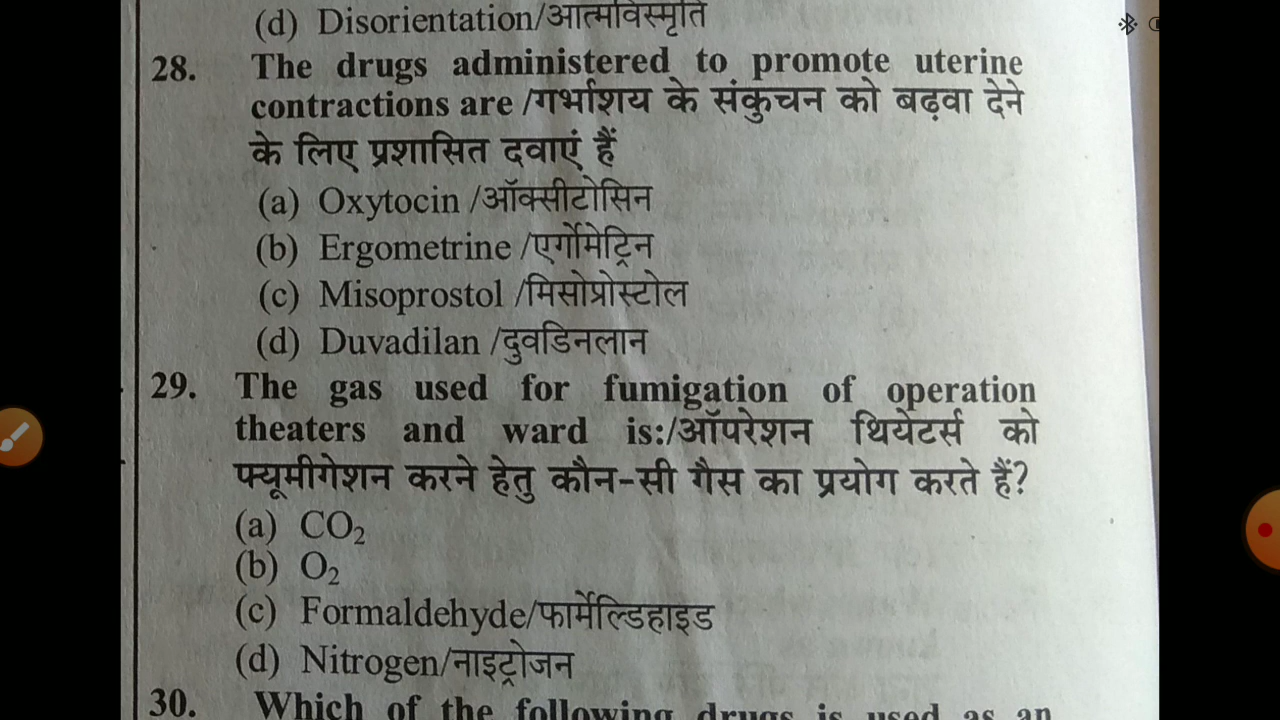 (d) Disorientation/आत्मविस्मृति
28. The drugs administered to promote uterine
contractions are /गर्भाशय के संकुचन को बढ़वा देने
के लिए प्रशासित दवाएं हैं
(a) Oxytocin /ऑक्सीटोसिन
(b) Ergometrine /एर्गोमेट्रिन
(c) Misoprostol /मिसोप्रोस्टोल
(d) Duvadilan /दुवडिनलान
29. The gas used for fumigation of operation
theaters and ward is:/ऑपरेशन थियेटर्स को
फ्यूमीगेशन करने हेतु कौन-सी गैस का प्रयोग करते हैं?
(a) CO₂
(b) O₂
(c) Formaldehyde/फार्मेल्डिहाइड
(d) Nitrogen/नाइट्रोजन
30. Which of the following drugs is used as an